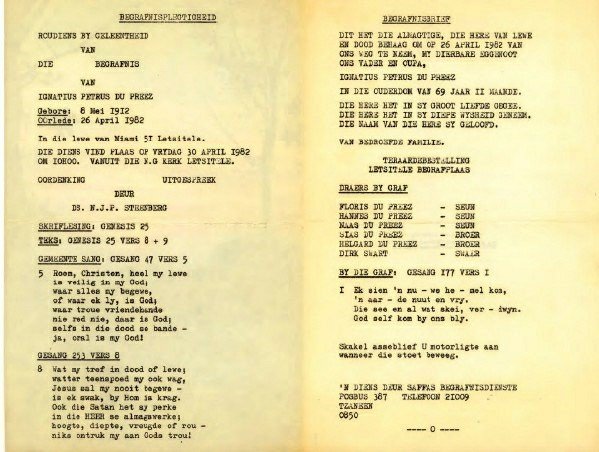 BEGRAFNISPLEGTIGHEID
ROUDIENS BY GELEENTHEID
VAN
DIE BEGRAFNIS
VAN
IGNATIUS PETRUS DU PREEZ
Gebore: 8 Mei 1912
OOrlede: 26 April 1982
In die lewe van Miami 51 Letsitele.
DIE DIENS VIND PLAAS OP VRYDAG 30 APRIL 1982
OM 10H00. VANUIT DIE N.G KERK LETSITELE.
OORDENKING UITGESPREEK
DEUR
DS. N.J.P. STEENBERG
SKRIFLESING: GENESIS 25
TEKS: GENESIS 25 VERS 8 + 9
GEMEENTE SANG: GESANG 47 VERS 5
5 Roem, Christen, heel my lewe
is veilig in my God;
waar alles my begewe,
of waar ek ly, is God;
waar troue vriendehande
nie red nie, daar is God;
selfs in die dood se bande -
ja, oral is my God!
GESANG 253 VERS 8
8 Wat my tref in dood of lewe;
watter teenspoed my ook wag,
Jesus sal my nooit begewe -
is ek swak, by Hom is krag.
Ook die Satan het sy perke
in die HEER se almagswerke;
hoogte, diepte, vreugde of rou -
niks ontruk my aan Gods trou!
BEGRAFNISBRIEF
DIT HET DIE ALMAGTIGE, DIE HERE VAN LEWE
EN DOOD BEHAAG OM OP 26 APRIL 1982 VAN
ONS WEG TE NEEM, MY DIERBARE EGGENOOT
ONS VADER EN OUPA,
IGNATIUS PETRUS DU PREEZ
IN DIE OUDERDOM VAN 69 JAAR 11 MAANDE.
DIE HERE HET IN SY GROOT LIEFDE GEGEE.
DIE HERE HET IN SY DIEPE WYSHEID GENEEM.
DIE NAAM VAN DIE HERE SY GELOOFD.
VAN BEDROEFDE FAMILIE.
TERAARDEBESTELLING
LETSITELE BEGRAFPLAAS
DRAERS BY GRAF
FLORIS DU PREEZ - SEUN
HANNES DU PREEZ - SEUN
NAAS DU PREEZ - SEUN
SIAS DU PREEZ - BROER
HELGARD DU PREEZ - BROER
DIRK SWART - SWAER
BY DIE GRAF: GESANG 177 VERS 1
1 Ek sien 'n nu - we he - mel kom,
'n aar - de nuut en vry.
Die see en al wat skei, ver - dwyn.
God self kom by ons bly.
Skakel asseblief U motorligte aan
wanneer die stoet beweeg.
'N DIENS DEUR SAFFAS BEGRAFNISDIENSTE
POSBUS 387 TELEFOON 21009
TZANEEN
0850
---- 0 ----